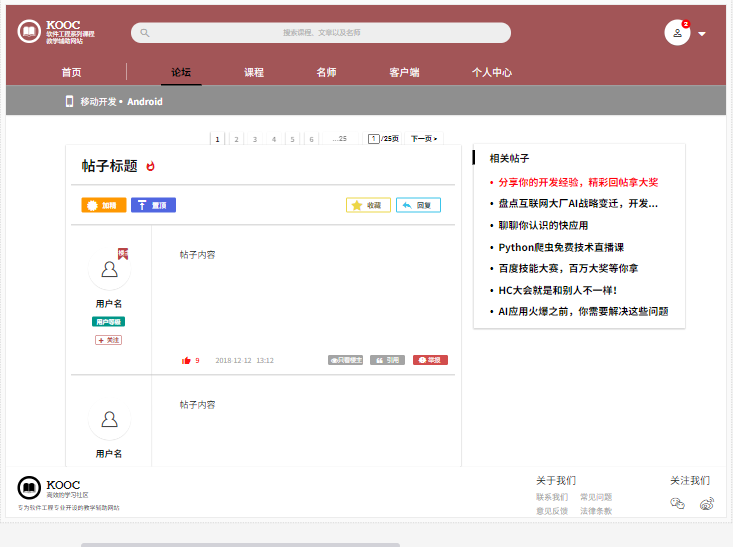 KOOC
软件工程系列课程
教学辅助网站
搜索课程、文章以及名师
2
首页 论坛 课程 名师 客户端 个人中心
移动开发 • Android
1 2 3 4 5 6 ...25 1 /25页 下一页 >
帖子标题
加精 置顶 收藏 回复
楼主
帖子内容
用户名
用户等级
+ 关注
9 2018-12-12 13:12 只看楼主 引用 举报
帖子内容
用户名
相关帖子
• 分享你的开发经验，精彩回帖拿大奖
• 盘点互联网大厂AI战略变迁，开发...
• 聊聊你认识的快应用
• Python爬虫免费技术直播课
• 百度技能大赛，百万大奖等你拿
• HC大会就是和别人不一样！
• AI应用火爆之前，你需要解决这些问题
KOOC
高效的学习社区
专为软件工程专业开设的教学辅助网站
关于我们
联系我们 常见问题
意见反馈 法律条款
关注我们